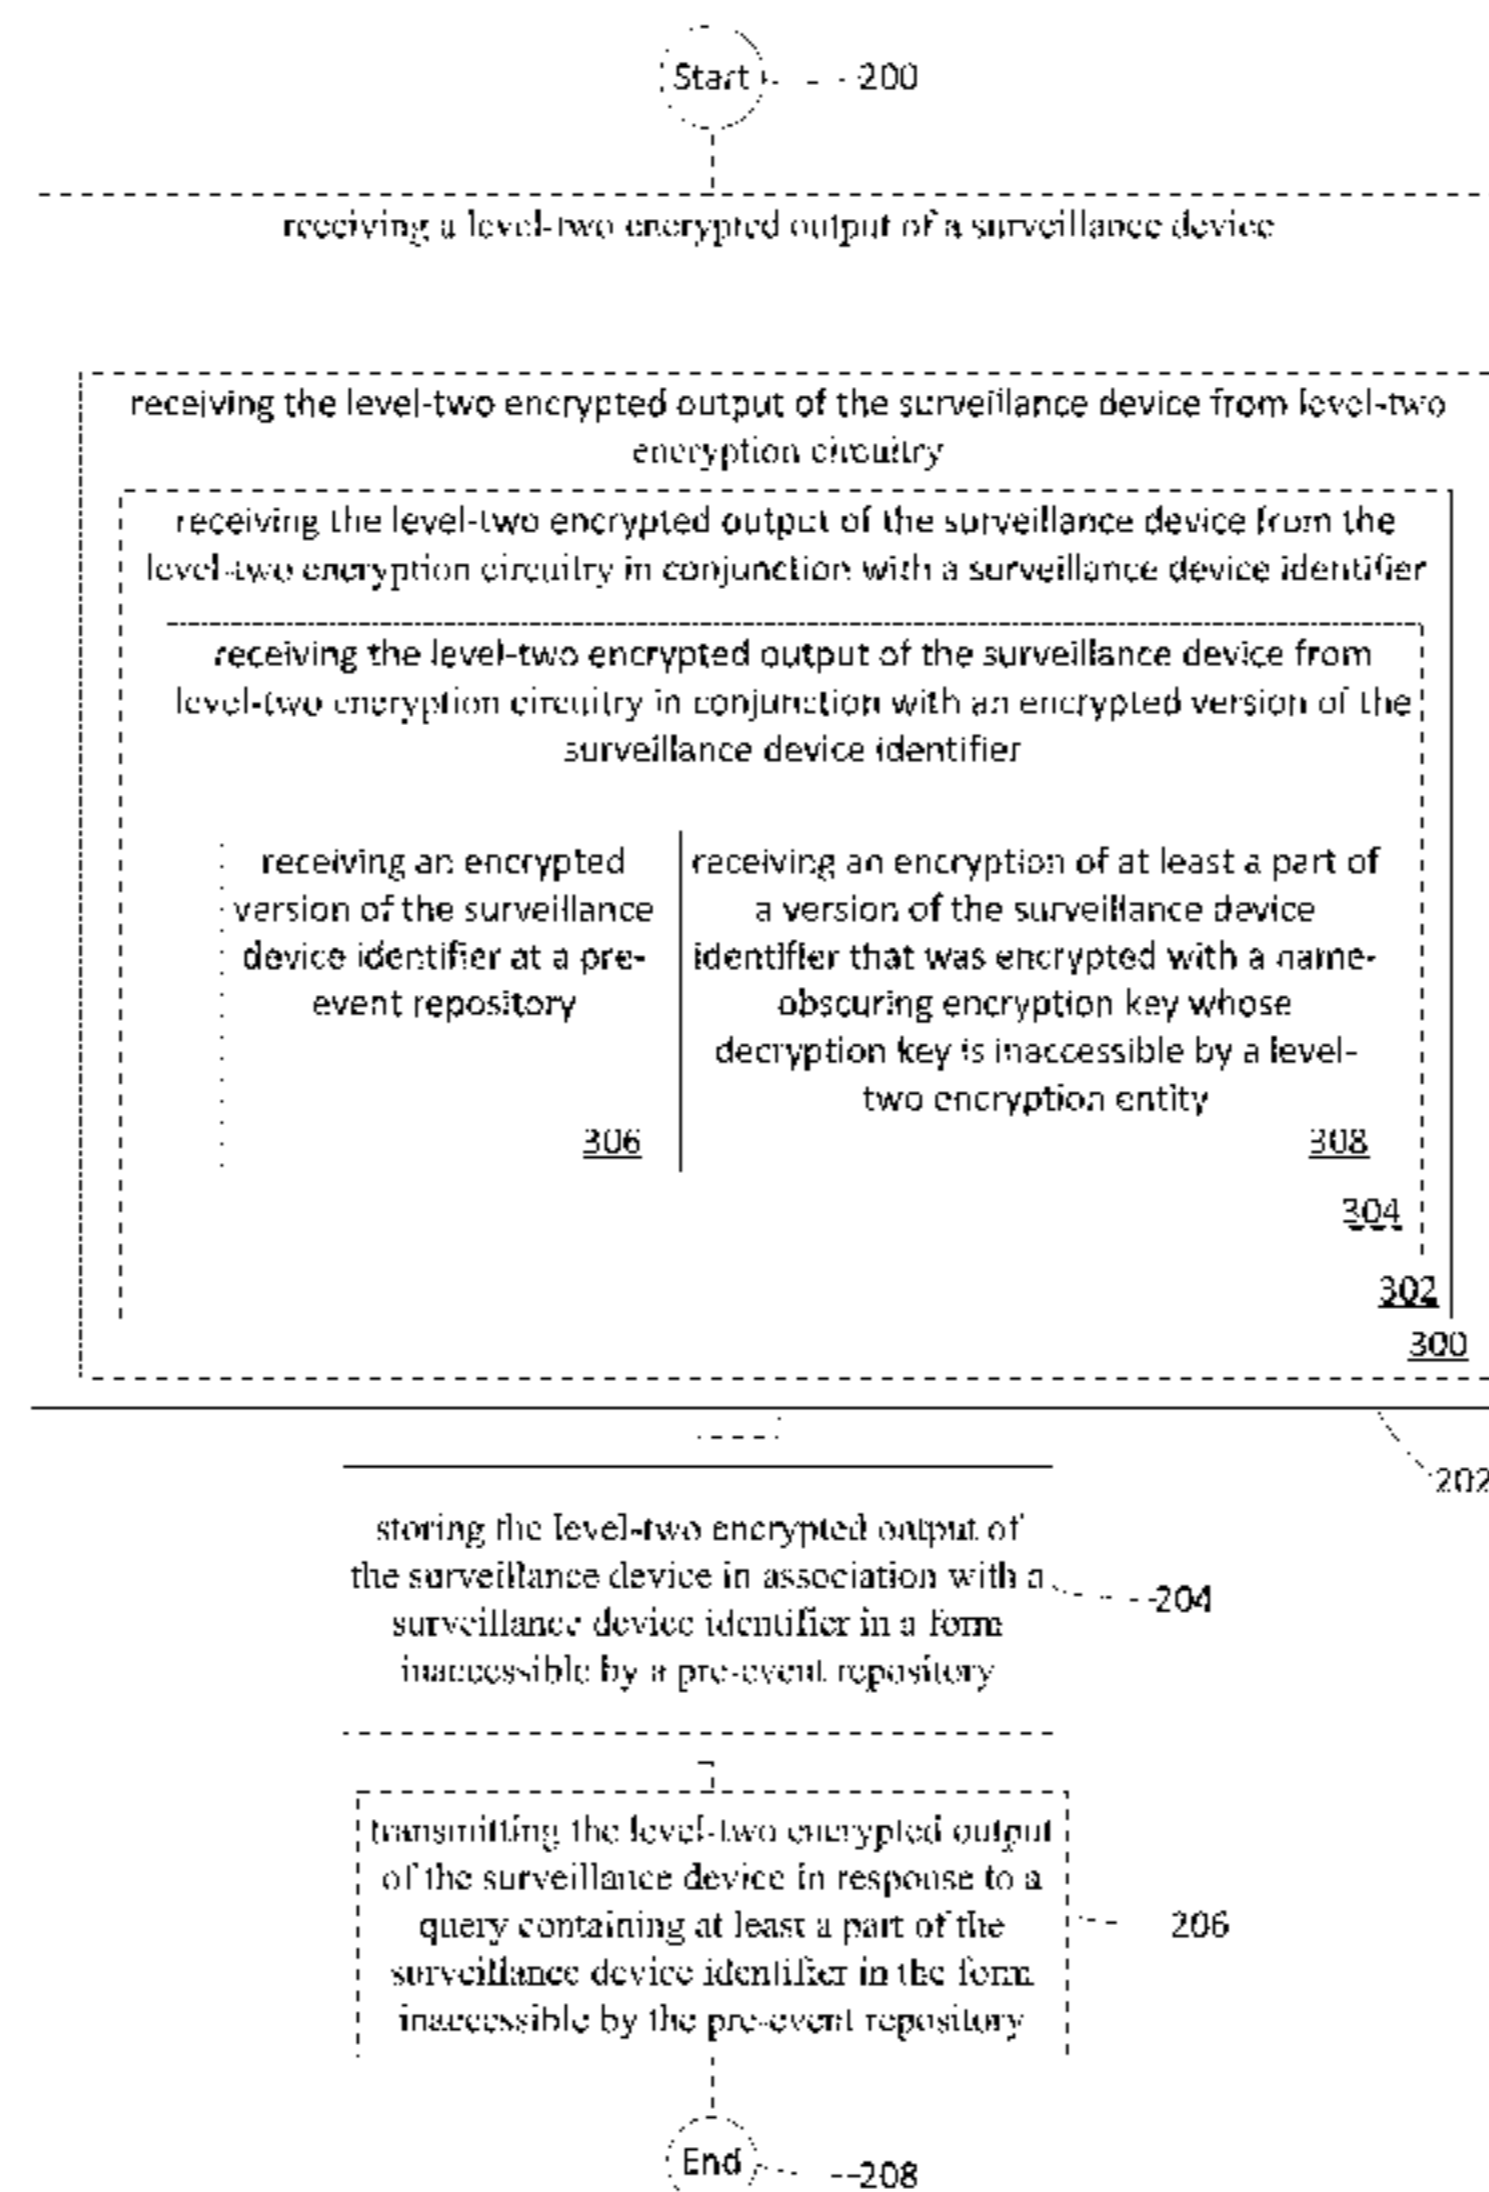 Start
200
receiving a level-two encrypted output of a surveillance device
receiving the level-two encrypted output of the surveillance device from level-two
encryption circuitry
receiving the level-two encrypted output of the surveillance device from the
level-two encryption circuitry in conjunction with a surveillance device identifier
receiving the level-two encrypted output of the surveillance device from
level-two encryption circuitry in conjunction with an encrypted version of the
surveillance device identifier
receiving an encrypted
version of the surveillance
device identifier at a pre-
event repository
306
receiving an encryption of at least a part of
a version of the surveillance device
identifier that was encrypted with a name-
obscuring encryption key whose
decryption key is inaccessible by a level-
two encryption entity
308
304
302
300
202
storing the level-two encrypted output of
the surveillance device in association with a
surveillance device identifier in a form
inaccessible by a pre-event repository
204
transmitting the level-two encrypted output
of the surveillance device in response to a
query containing at least a part of the
surveillance device identifier in the form
inaccessible by the pre-event repository
206
End
208